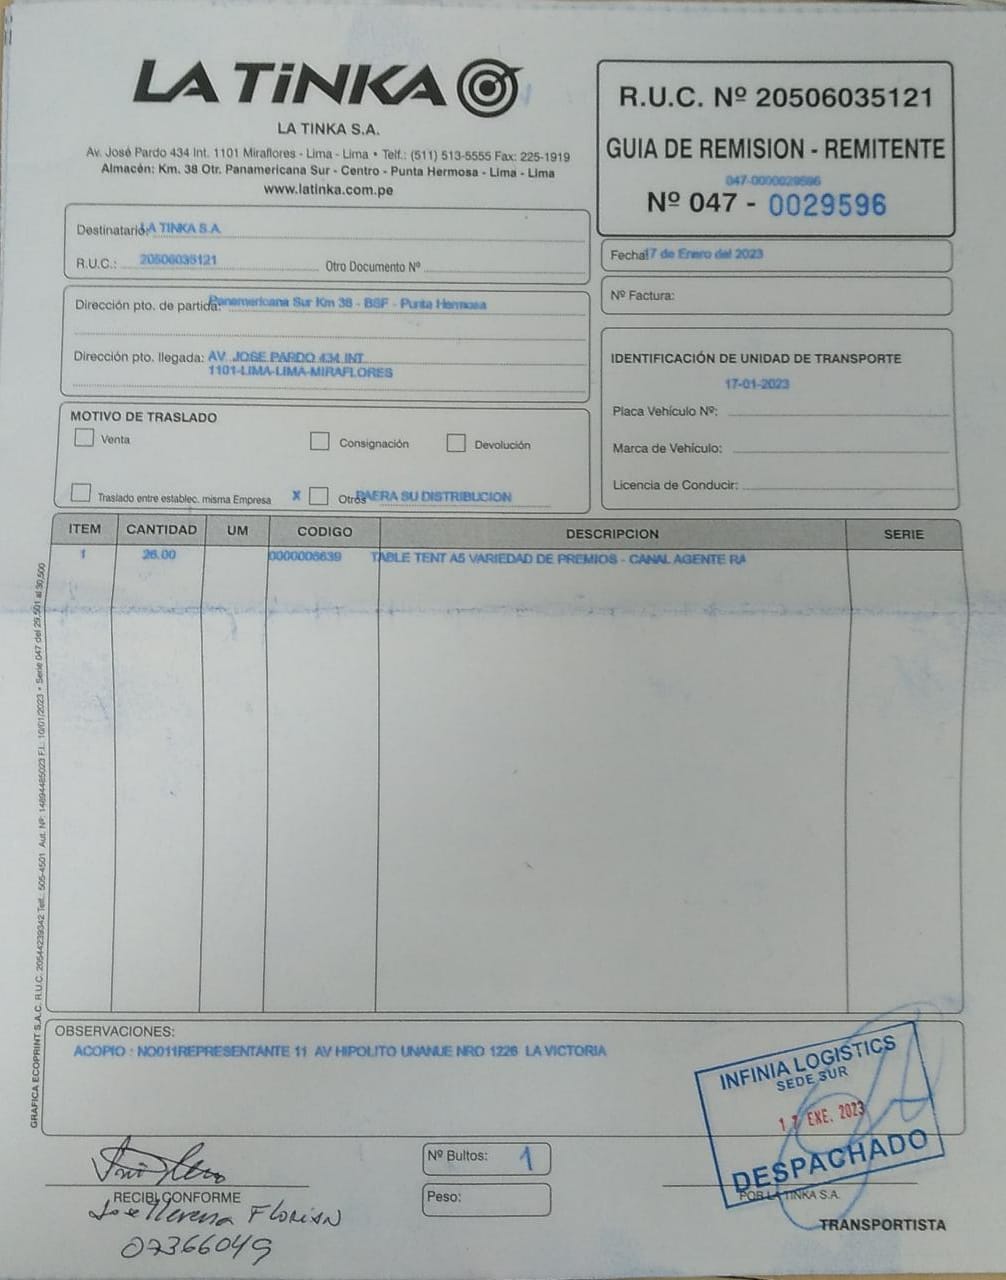 LA TiNKA
LA TINKA S.A.
Av. José Pardo 434 Int. 1101 Miraflores - Lima - Lima • Telf.: (511) 513-5555 Fax: 225-1919
Almacén: Km. 38 Otr. Panamericana Sur - Centro - Punta Hermosa - Lima - Lima
www.latinka.com.pe
R.U.C. Nº 20506035121
GUIA DE REMISION - REMITENTE
047-0000029596
Nº 047 - 0029596
Destinatario: LA TINKA S.A.
R.U.C.: 20506035121 Otro Documento Nº
Fecha: 17 de Enero del 2023
Nº Factura:
Dirección pto. de partida: Panamericana Sur Km 38 - BSF - Punta Hermosa
Dirección pto. llegada: AV. JOSE PARDO 434 INT.
1101-LIMA-LIMA-MIRAFLORES
IDENTIFICACIÓN DE UNIDAD DE TRANSPORTE
17-01-2023
Placa Vehículo Nº:
Marca de Vehículo:
Licencia de Conducir:
MOTIVO DE TRASLADO
Venta Consignación Devolución
Traslado entre establec. misma Empresa X Otros PAERA SU DISTRIBUCION
ITEM CANTIDAD UM CODIGO DESCRIPCION SERIE
1 26.00 0000006639 TABLE TENT A5 VARIEDAD DE PREMIOS - CANAL AGENTE RA
GRAFICA ECOPRINT S.A.C. R.U.C. 20544239342 Telf.: 505-4501 Aut. Nº: 14894485023 F.I.: 10/01/2023 • Serie 047 del 29,501 al 30,500
OBSERVACIONES:
ACOPIO : NO011REPRESENTANTE 11 AV HIPOLITO UNANUE NRO 1226 LA VICTORIA
INFINIA LOGISTICS
SEDE SUR
17 ENE. 2023
DESPACHADO
Nº Bultos: 1
Peso:
RECIBI CONFORME
Jose Llerena Florian
07366049
POR LA TINKA S.A.
TRANSPORTISTA